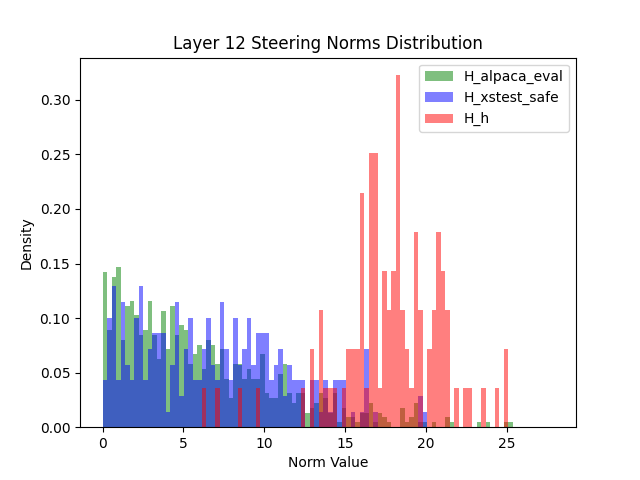 Layer 12 Steering Norms Distribution
H_alpaca_eval
H_xstest_safe
H_h
0.30
0.25
0.20
0.15
0.10
0.05
0.00
Density
0 5 10 15 20 25
Norm Value